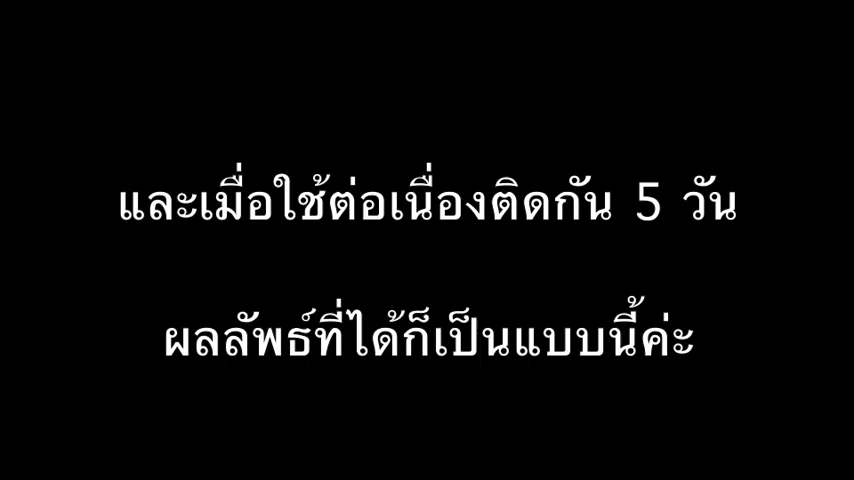 และเมื่อใช้ต่อเนื่องติดกัน 5 วัน
ผลลัพธ์ที่ได้ก็เป็นแบบนี้ค่ะ